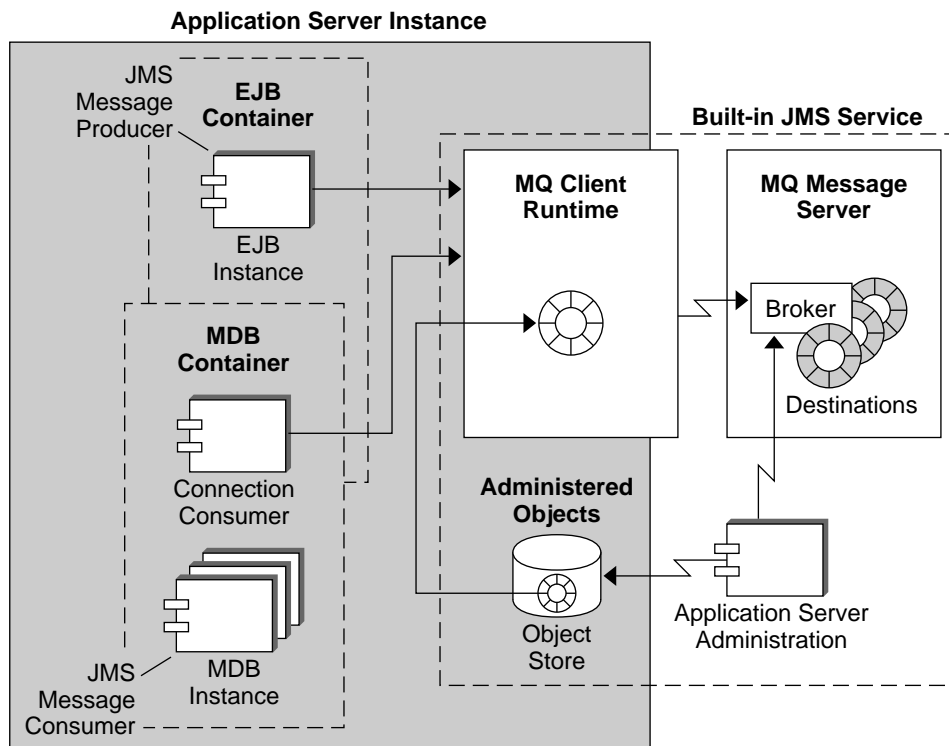 Application Server Instance
JMS
Message
Producer
EJB
Container
EJB
Instance
MDB
Container
Connection
Consumer
MDB
Instance
JMS
Message
Consumer
Built-in JMS Service
MQ Client
Runtime
MQ Message
Server
Broker
Destinations
Administered
Objects
Object
Store
Application Server
Administration